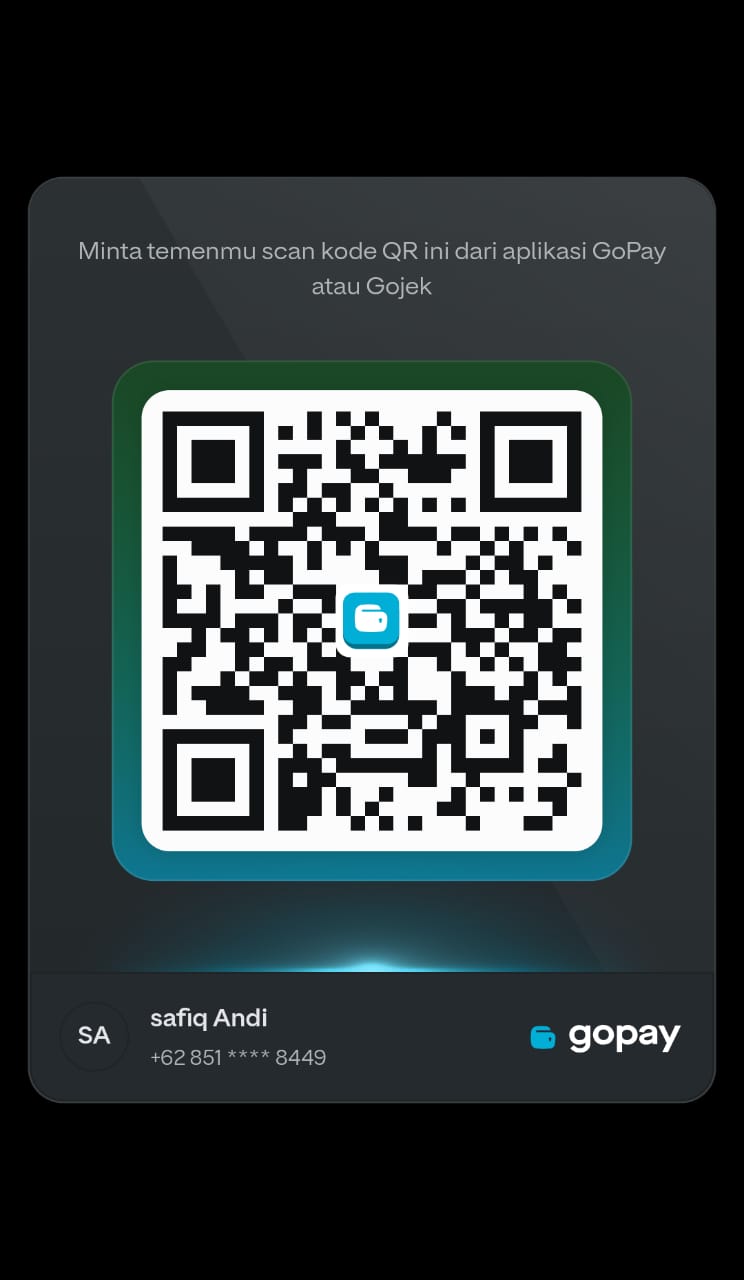 Minta temenmu scan kode QR ini dari aplikasi GoPay
atau Gojek
SA
safiq Andi
+62 851 **** 8449
gopay